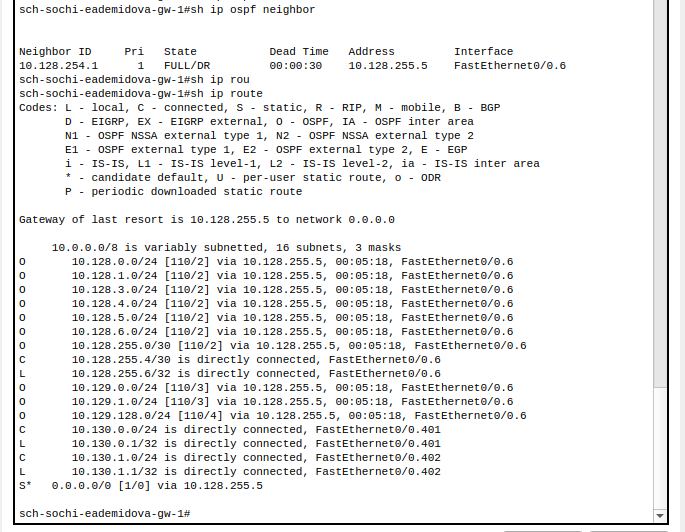 sch-sochi-eademidova-gw-1#sh ip ospf neighbor
Neighbor ID     Pri   State           Dead Time   Address         Interface
10.128.254.1      1   FULL/DR         00:00:30    10.128.255.5    FastEthernet0/0.6
sch-sochi-eademidova-gw-1#sh ip rou
sch-sochi-eademidova-gw-1#sh ip route
Codes: L - local, C - connected, S - static, R - RIP, M - mobile, B - BGP
       D - EIGRP, EX - EIGRP external, O - OSPF, IA - OSPF inter area
       N1 - OSPF NSSA external type 1, N2 - OSPF NSSA external type 2
       E1 - OSPF external type 1, E2 - OSPF external type 2, E - EGP
       i - IS-IS, L1 - IS-IS level-1, L2 - IS-IS level-2, ia - IS-IS inter area
       * - candidate default, U - per-user static route, o - ODR
       P - periodic downloaded static route
Gateway of last resort is 10.128.255.5 to network 0.0.0.0
     10.0.0.0/8 is variably subnetted, 16 subnets, 3 masks
O       10.128.0.0/24 [110/2] via 10.128.255.5, 00:05:18, FastEthernet0/0.6
O       10.128.1.0/24 [110/2] via 10.128.255.5, 00:05:18, FastEthernet0/0.6
O       10.128.3.0/24 [110/2] via 10.128.255.5, 00:05:18, FastEthernet0/0.6
O       10.128.4.0/24 [110/2] via 10.128.255.5, 00:05:18, FastEthernet0/0.6
O       10.128.5.0/24 [110/2] via 10.128.255.5, 00:05:18, FastEthernet0/0.6
O       10.128.6.0/24 [110/2] via 10.128.255.5, 00:05:18, FastEthernet0/0.6
O       10.128.255.0/30 [110/2] via 10.128.255.5, 00:05:18, FastEthernet0/0.6
C       10.128.255.4/30 is directly connected, FastEthernet0/0.6
L       10.128.255.6/32 is directly connected, FastEthernet0/0.6
O       10.129.0.0/24 [110/3] via 10.128.255.5, 00:05:18, FastEthernet0/0.6
O       10.129.1.0/24 [110/3] via 10.128.255.5, 00:05:18, FastEthernet0/0.6
O       10.129.128.0/24 [110/4] via 10.128.255.5, 00:05:18, FastEthernet0/0.6
C       10.130.0.0/24 is directly connected, FastEthernet0/0.401
L       10.130.0.1/32 is directly connected, FastEthernet0/0.401
C       10.130.1.0/24 is directly connected, FastEthernet0/0.402
L       10.130.1.1/32 is directly connected, FastEthernet0/0.402
S*   0.0.0.0/0 [1/0] via 10.128.255.5
sch-sochi-eademidova-gw-1#